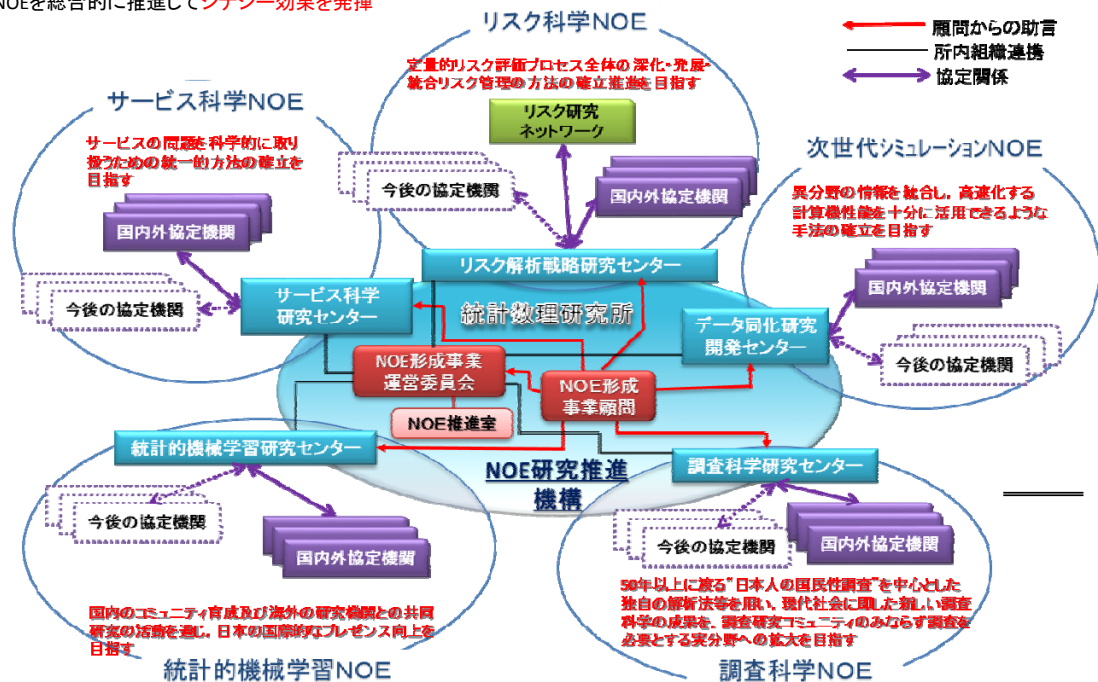 NOEを総合的に推進してシナジー効果を発揮
リスク科学NOE
顧問からの助言
所内組織連携
協定関係
定量的リスク評価プロセス全体の深化・発展・
統合リスク管理の方法の確立推進を目指す
リスク研究
ネットワーク
今後の協定機関
国内外協定機関
リスク解析戦略研究センター
サービス科学NOE
サービスの問題を科学的に取り
扱うための統一的方法の確立を
目指す
国内外協定機関
今後の協定機関
サービス科学
研究センター
次世代シミュレーションNOE
異分野の情報を統合し、高速化する
計算機性能を十分に活用できるような
手法の確立を目指す
国内外協定機関
今後の協定機関
データ同化研究
開発センター
統計数理研究所
NOE形成事業
運営委員会
NOE形成
事業顧問
NOE推進室
NOE研究推進
機構
統計的機械学習研究センター
今後の協定機関
国内外協定機関
国内のコミュニティ育成及び海外の研究機関との共同
研究の活動を通し、日本の国際的なプレゼンス向上を
目指す
統計的機械学習NOE
調査科学研究センター
今後の協定機関
国内外協定機関
50年以上に渡る"日本人の国民性調査"を中心とした
独自の解析法等を用い、現代社会に即した新しい調査
科学の成果を、調査研究コミュニティのみならず調査を
必要とする実分野への拡大を目指す
調査科学NOE